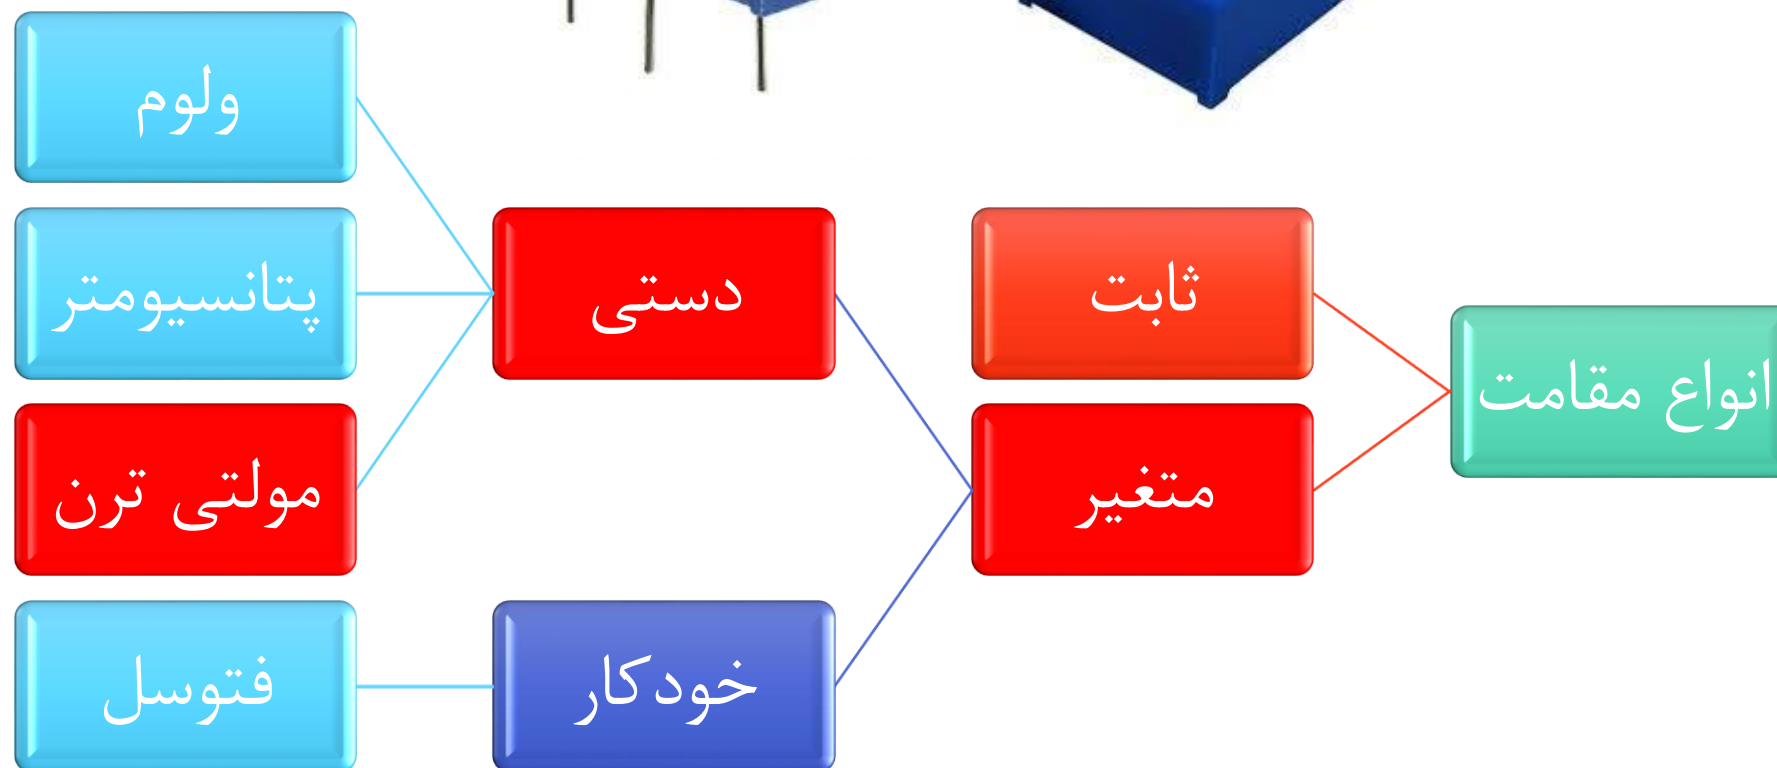 انواع مقامت
ثابت
متغیر
دستی
خودکار
ولوم
پتانسیومتر
مولتی ترن
فتوسل